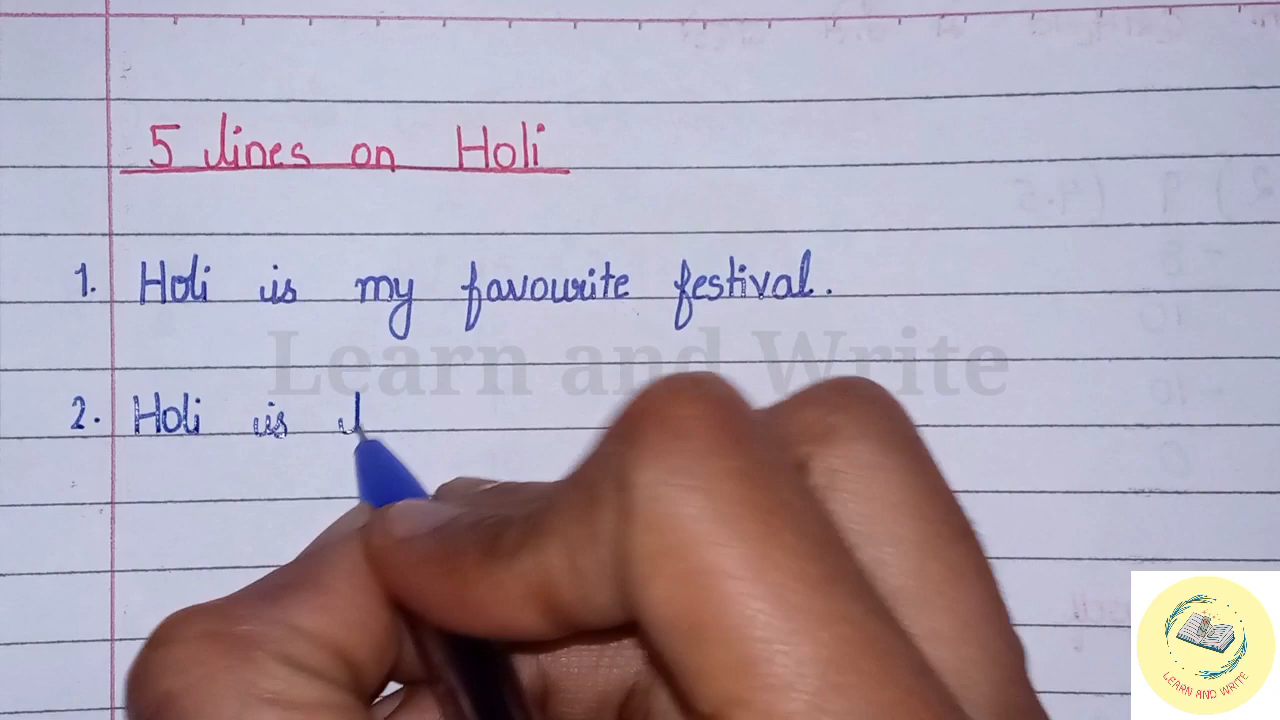 5 lines on Holi
1. Holi is my favourite festival.
Learn and Write
2. Holi is
LEARN AND WRITE